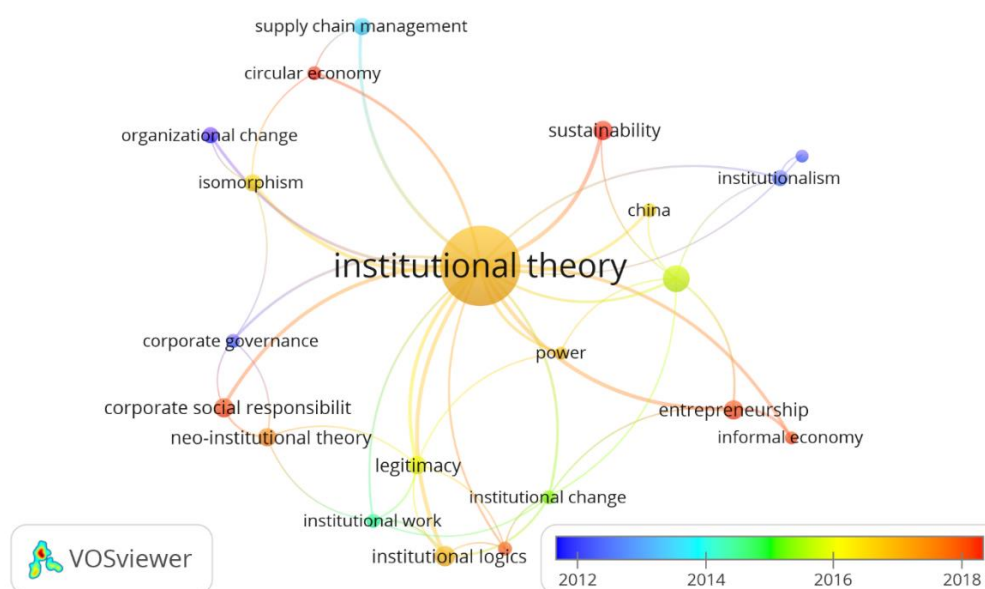 supply chain management
circular economy
organizational change
sustainability
isomorphism
institutionalism
china
institutional theory
corporate governance
power
corporate social responsibilit
entrepreneurship
neo-institutional theory
informal economy
legitimacy
institutional change
institutional work
institutional logics
VOSviewer
2012 2014 2016 2018